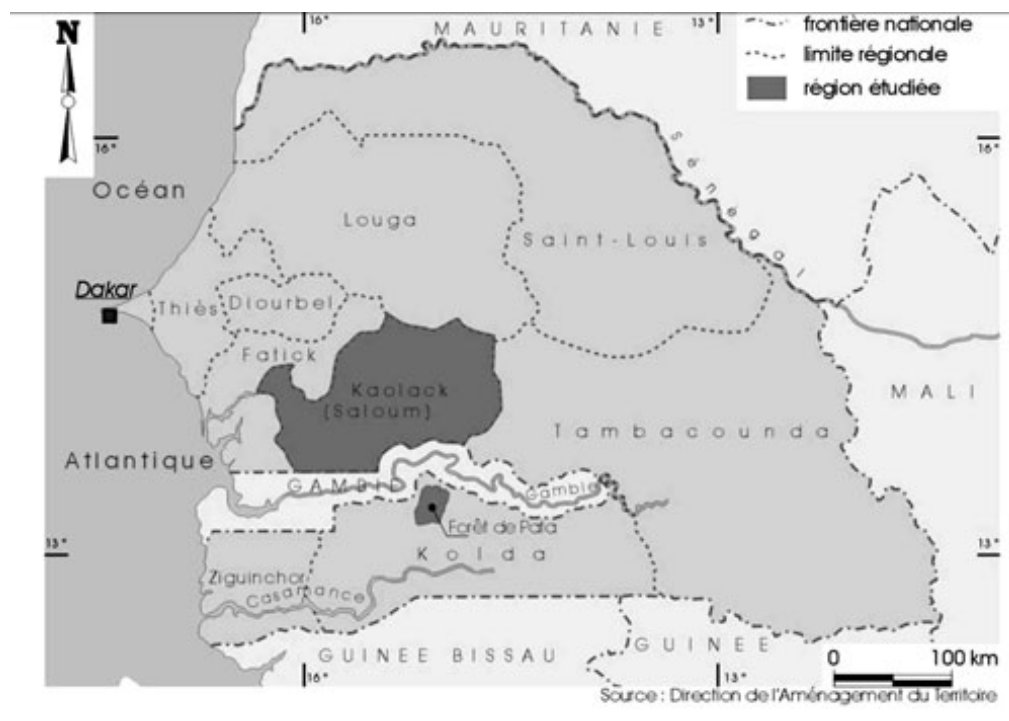 N
16°
13°
MAURITANIE
frontière nationale
limite régionale
région étudiée
16°
16°
Océan
sénégal
Louga
Saint-Louis
Dakar
Thiès
Diourbel
Fatick
Kaolack
(Saloum)
MALI
Tambacounda
Atlantique
GAMBIE
Gambie
Forêt de Pata
13°
13°
Kolda
Ziguinchor
Casamance
GUINEE BISSAU
GUINEE
0 100 km
16°
13°
Source : Direction de l'Aménagement du Territoire